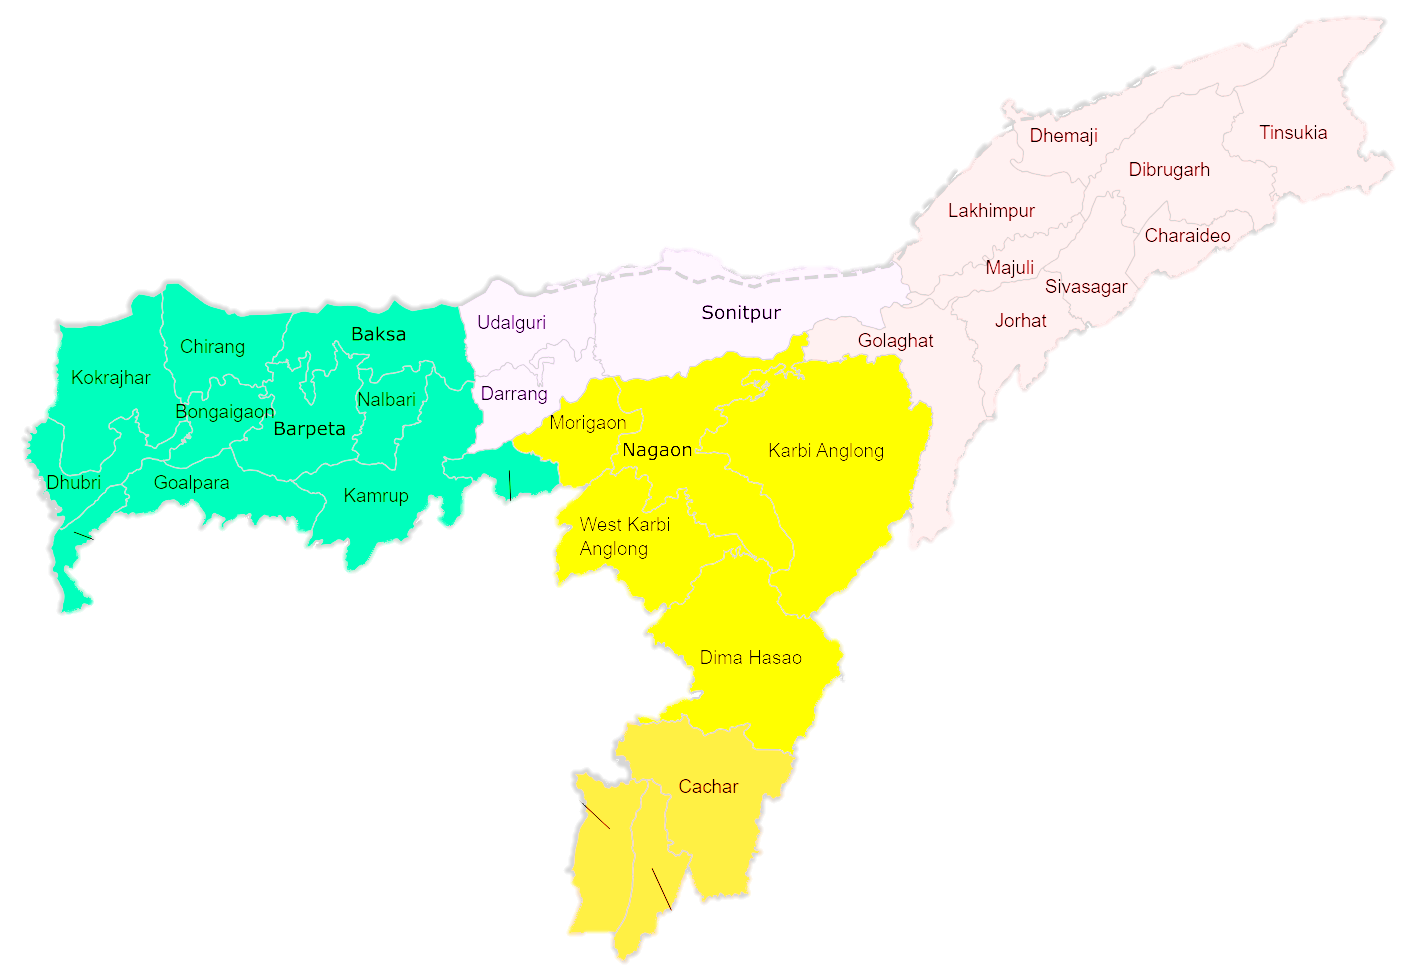 Tinsukia
Dhemaji
Dibrugarh
Lakhimpur
Charaideo
Majuli
Sivasagar
Jorhat
Sonitpur
Udalguri
Golaghat
Baksa
Chirang
Kokrajhar
Darrang
Nalbari
Bongaigaon
Morigaon
Barpeta
Nagaon
Karbi Anglong
Dhubri
Goalpara
Kamrup
West Karbi
Anglong
Dima Hasao
Cachar